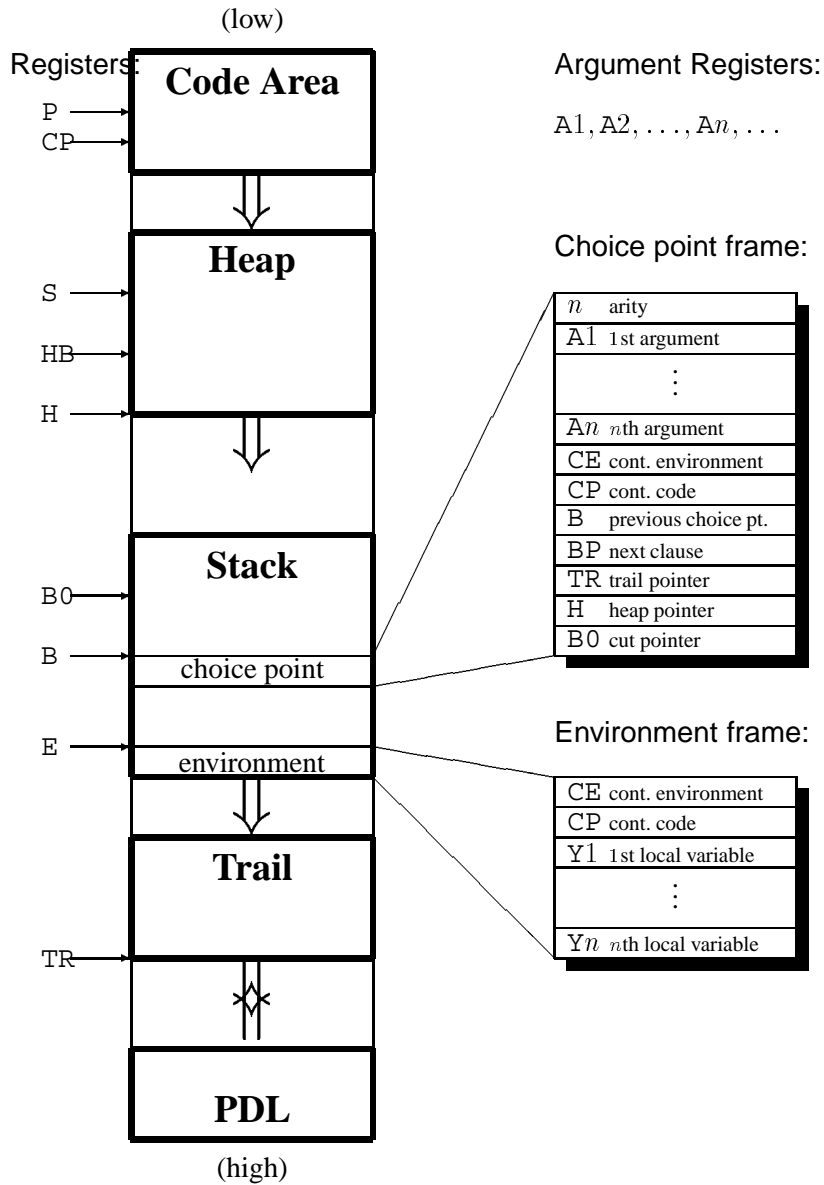 (low)
Registers:
Code Area
P
CP
Heap
S
HB
H
Stack
B0
B
choice point
E
environment
Trail
TR
PDL
(high)
Argument Registers:
A1, A2, . . . , An, . . .
Choice point frame:
n arity
A1 1st argument
⋮
An nth argument
CE cont. environment
CP cont. code
B previous choice pt.
BP next clause
TR trail pointer
H heap pointer
B0 cut pointer
Environment frame:
CE cont. environment
CP cont. code
Y1 1st local variable
⋮
Yn nth local variable